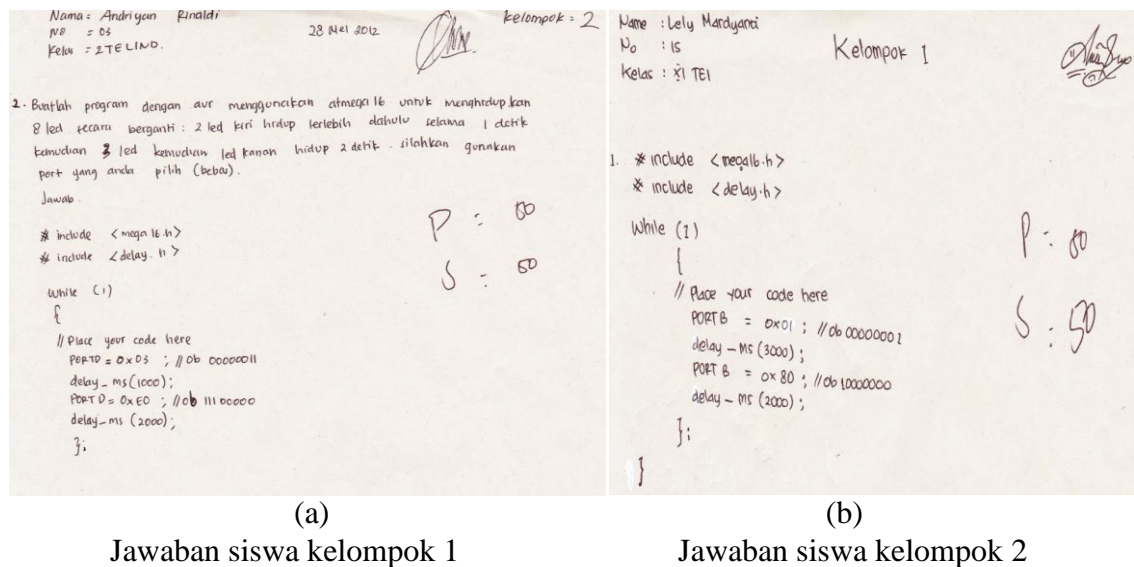 Nama : Andriyan Rinaldi
No = 03
Kelas = 2TELIND.
28 Mei 2012
kelompok = 2
2. Buatlah program dengan avr menggunakan atmega 16 untuk menghidupkan
8 led secara berganti : 2 led kiri hidup terlebih dahulu selama 1 detik
kemudian 3 led kemudian led kanan hidup 2 detik . silahkan gunakan
port yang anda pilih (bebas).
Jawab.
# include <mega 16.h>
# include <delay. h>
while (1)
{
// Place your code here
PORTD = 0x03 ; // 0b 00000011
delay_ms(1000);
PORTD = 0xE0 ; // 0b 11100000
delay_ms (2000);
};
P : 80
S : 50
Name : Lely Mardyanti
No : 15
Kelas : XI TEI
Kelompok 1
1. # include <mega16.h>
# include <delay.h>
While (1)
{
// Place your code here
PORT B = 0x01 ; // 0b 00000001
delay_ms (3000);
PORT B = 0x80 ; // 0b 10000000
delay_ms (2000);
};
}
P : 80
S : 50
(a)
Jawaban siswa kelompok 1
(b)
Jawaban siswa kelompok 2